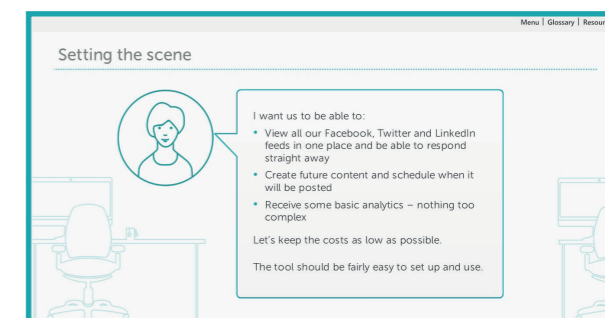 Menu | Glossary | Resour
Setting the scene
I want us to be able to:
• View all our Facebook, Twitter and LinkedIn
feeds in one place and be able to respond
straight away
• Create future content and schedule when it
will be posted
• Receive some basic analytics – nothing too
complex
Let's keep the costs as low as possible.
The tool should be fairly easy to set up and use.